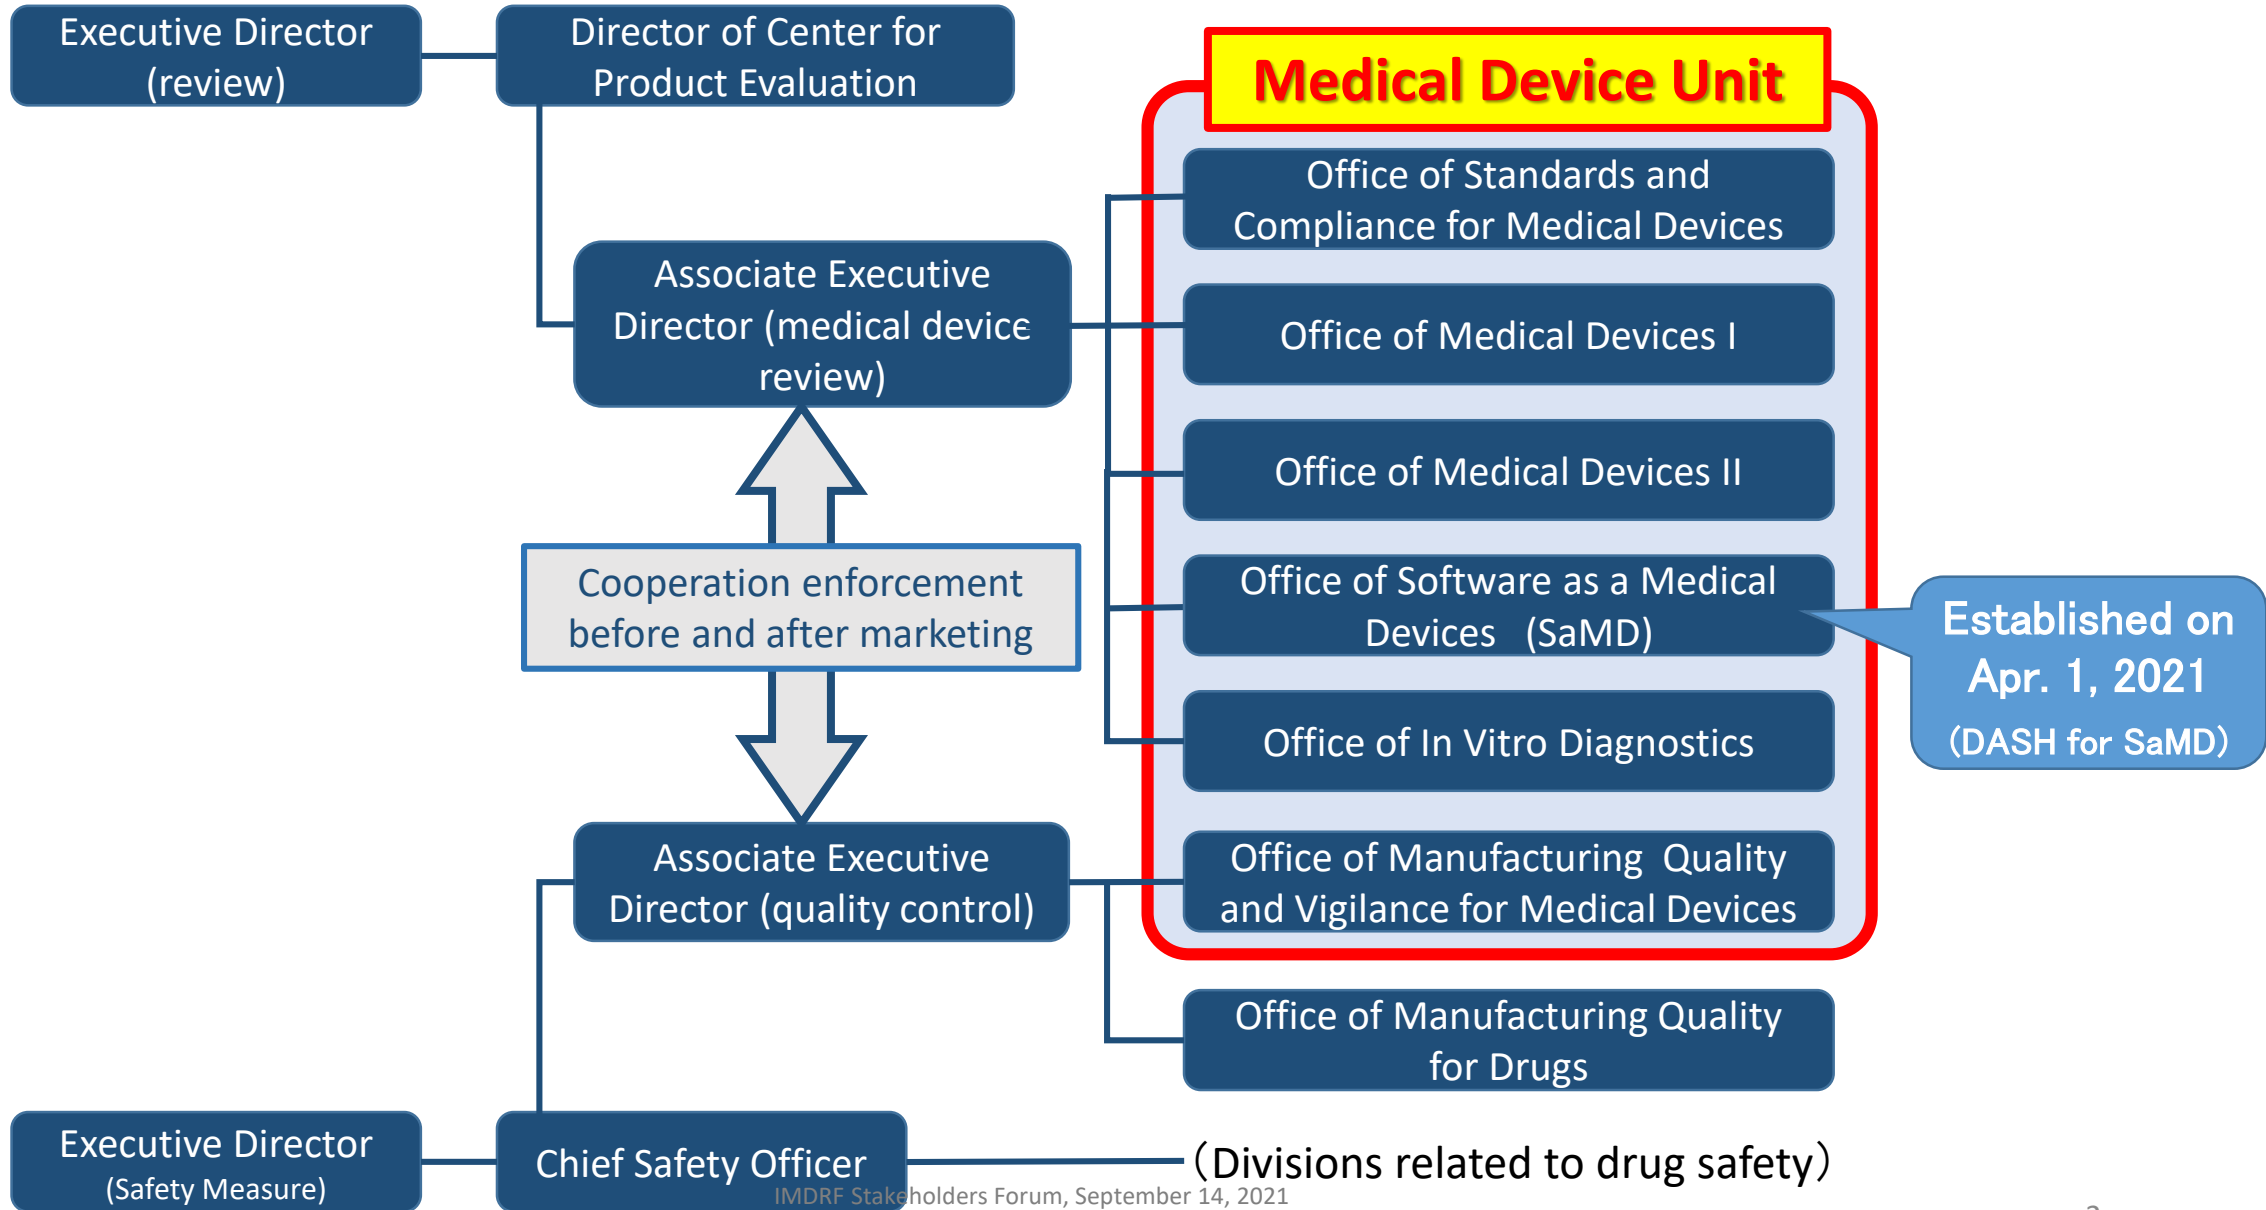 Executive Director
(review)
Director of Center for
Product Evaluation
Medical Device Unit
Office of Standards and
Compliance for Medical Devices
Associate Executive
Director (medical device
review)
Office of Medical Devices I
Office of Medical Devices II
Cooperation enforcement
before and after marketing
Office of Software as a Medical
Devices (SaMD)
Established on
Apr. 1, 2021
(DASH for SaMD)
Office of In Vitro Diagnostics
Associate Executive
Director (quality control)
Office of Manufacturing Quality
and Vigilance for Medical Devices
Office of Manufacturing Quality
for Drugs
Executive Director
(Safety Measure)
Chief Safety Officer
（Divisions related to drug safety）
IMDRF Stakeholders Forum, September 14, 2021